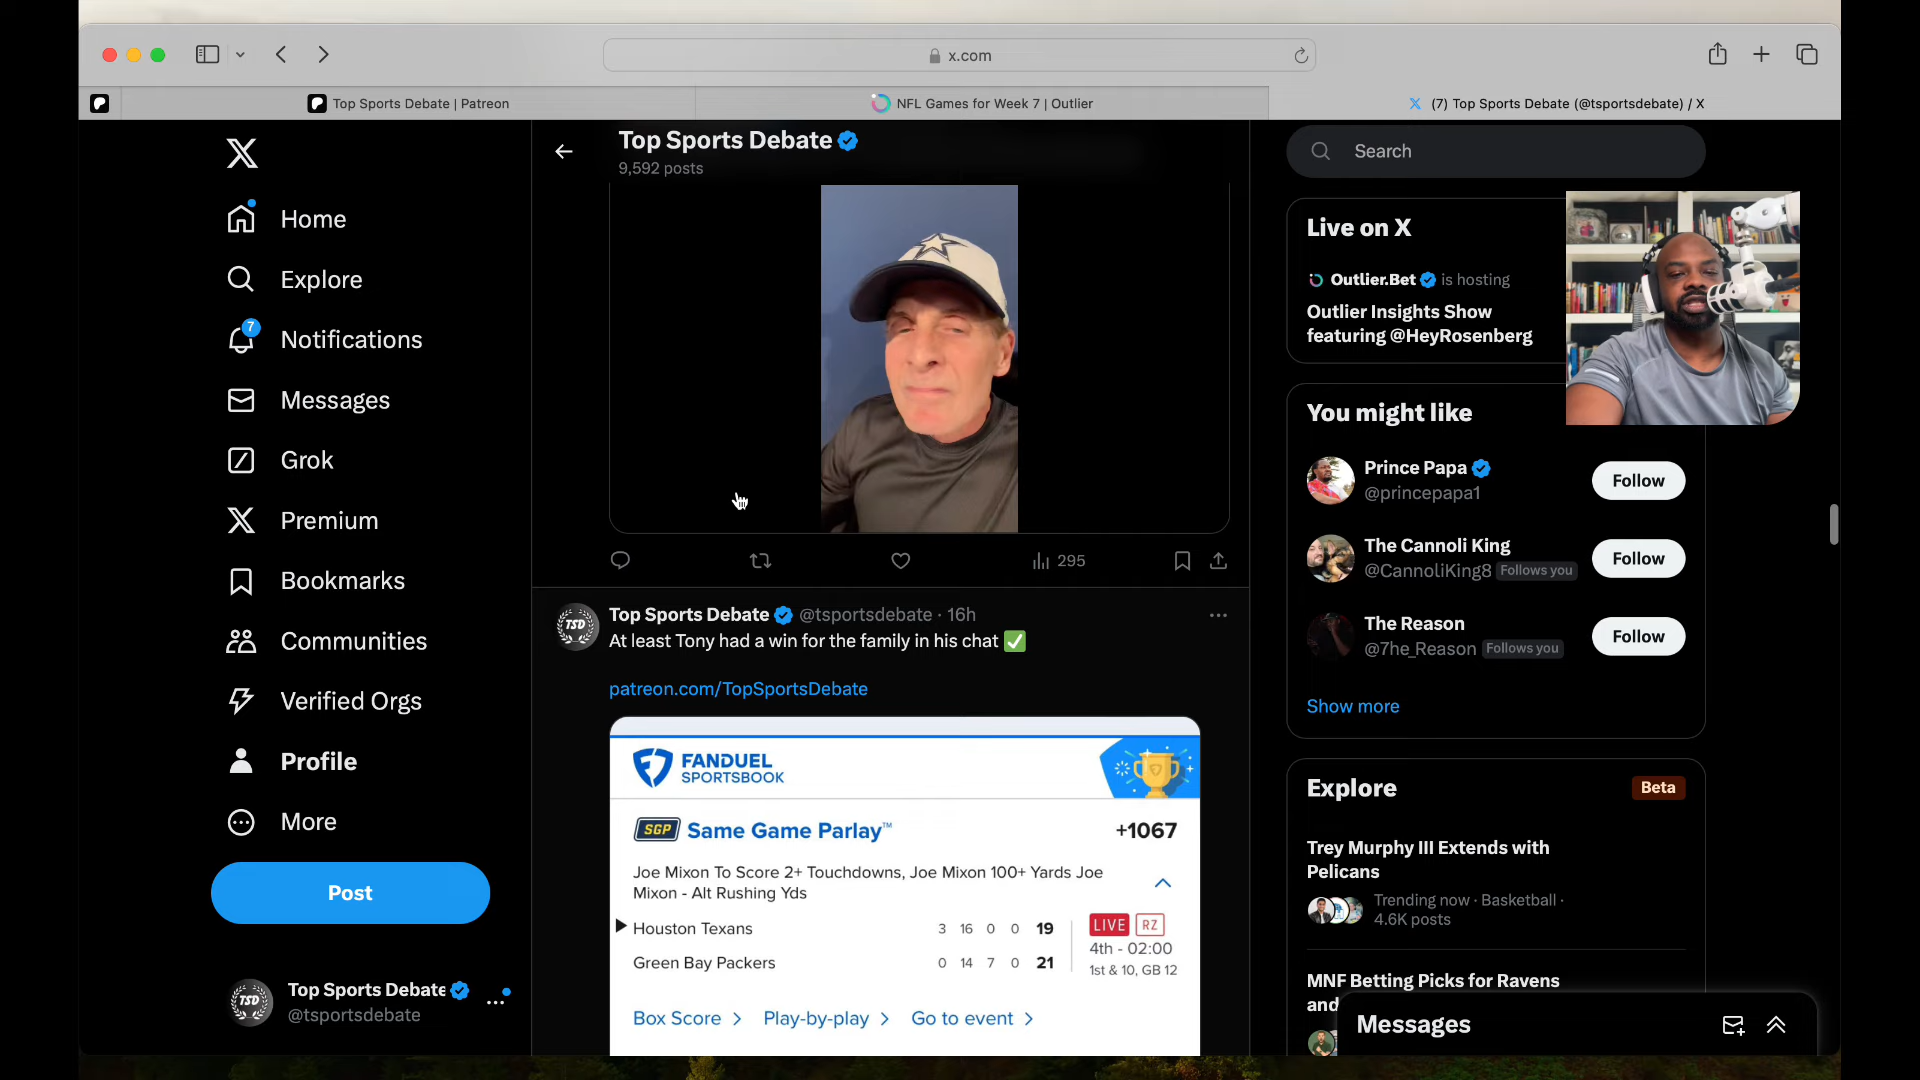 x.com
Top Sports Debate | Patreon
NFL Games for Week 7 | Outlier
(7) Top Sports Debate (@tsportsdebate) / X
Home
Explore
7
Notifications
Messages
Grok
Premium
Bookmarks
Communities
Verified Orgs
Profile
More
Post
TSD
Top Sports Debate
@tsportsdebate
Top Sports Debate
9,592 posts
295
TSD
Top Sports Debate @tsportsdebate · 16h
At least Tony had a win for the family in his chat ✅
patreon.com/TopSportsDebate
FANDUEL
SPORTSBOOK
SGP Same Game Parlay™ +1067
Joe Mixon To Score 2+ Touchdowns, Joe Mixon 100+ Yards Joe
Mixon - Alt Rushing Yds
Houston Texans 3 16 0 0 19
Green Bay Packers 0 14 7 0 21
LIVE RZ
4th - 02:00
1st & 10, GB 12
Box Score Play-by-play Go to event
Search
Live on X
Outlier.Bet is hosting
Outlier Insights Show
featuring @HeyRosenberg
You might like
Prince Papa
@princepapa1
Follow
The Cannoli King
@CannoliKing8 Follows you
Follow
The Reason
@7he_Reason Follows you
Follow
Show more
Explore Beta
Trey Murphy III Extends with
Pelicans
Trending now · Basketball ·
4.6K posts
MNF Betting Picks for Ravens
and
Messages